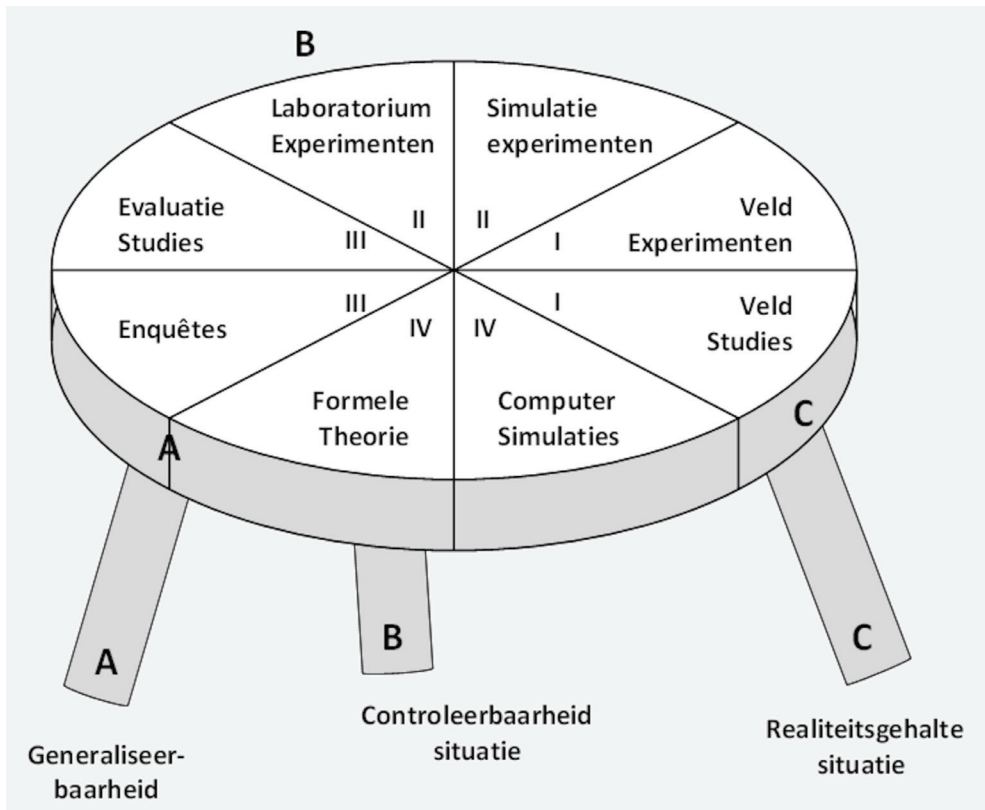 B
Laboratorium
Experimenten
Simulatie
experimenten
Evaluatie
Studies
Veld
Experimenten
II
II
III
I
III
I
IV
IV
Enquêtes
Veld
Studies
Formele
Theorie
Computer
Simulaties
A
C
A
B
C
Generaliseer-
baarheid
Controleerbaarheid
situatie
Realiteitsgehalte
situatie